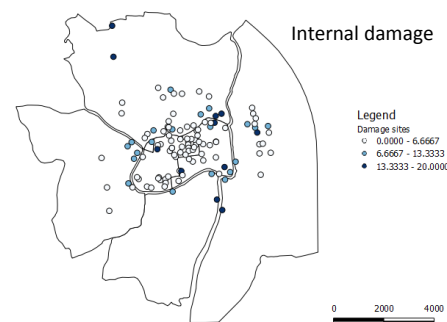 Internal damage
Legend
Damage sites
0.0000 - 6.6667
6.6667 - 13.3333
13.3333 - 20.0000
0 2000 4000